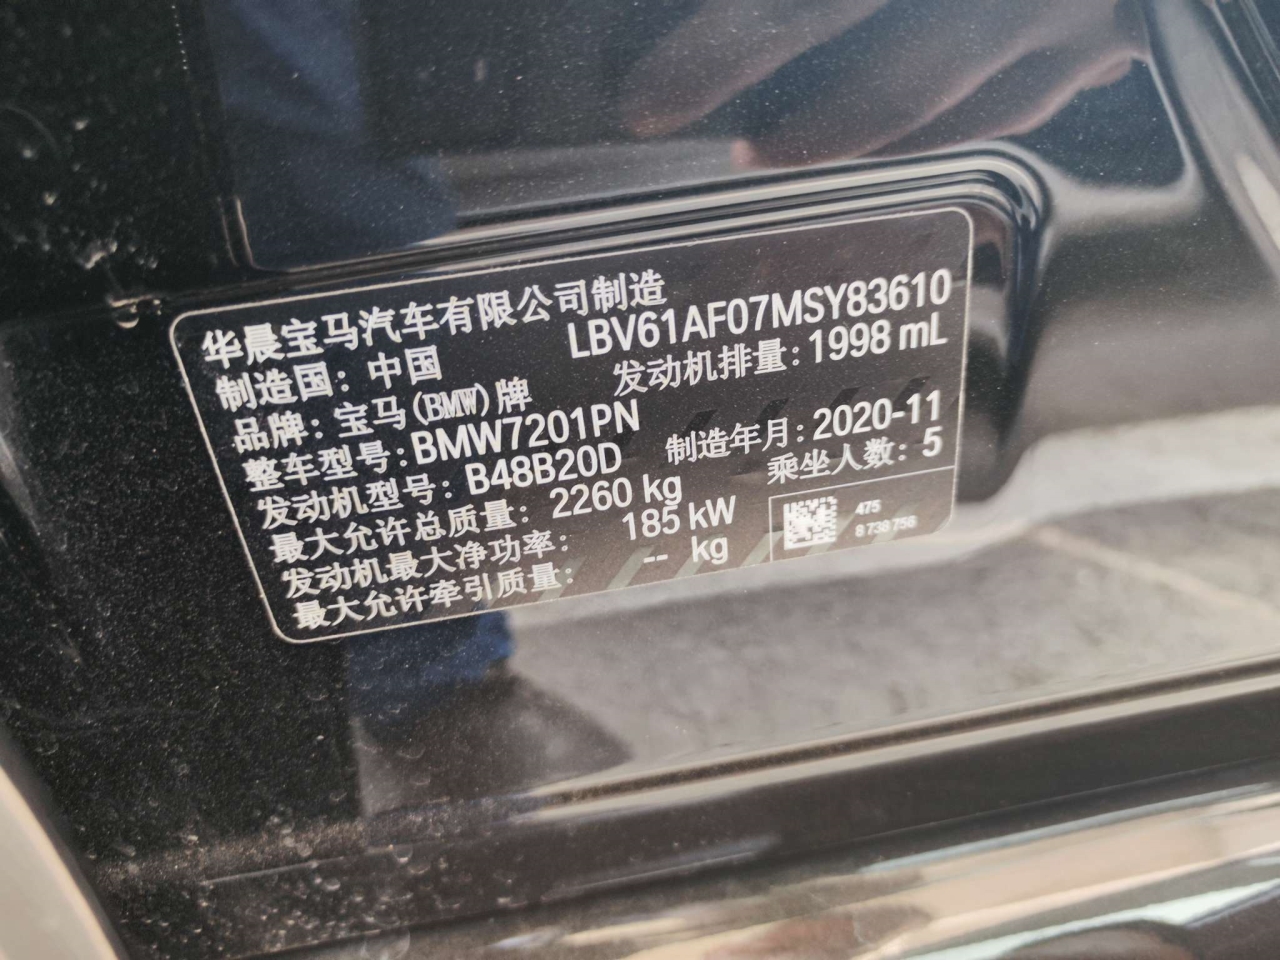 华晨宝马汽车有限公司制造
制造国：中国 LBV61AF07MSY83610
品牌：宝马(BMW)牌 发动机排量：1998 mL
整车型号：BMW7201PN
发动机型号：B48B20D 制造年月：2020-11
最大允许总质量：2260 kg 乘坐人数：5
发动机最大净功率：185 kW
最大允许牵引质量：-- kg
475
8 738 756